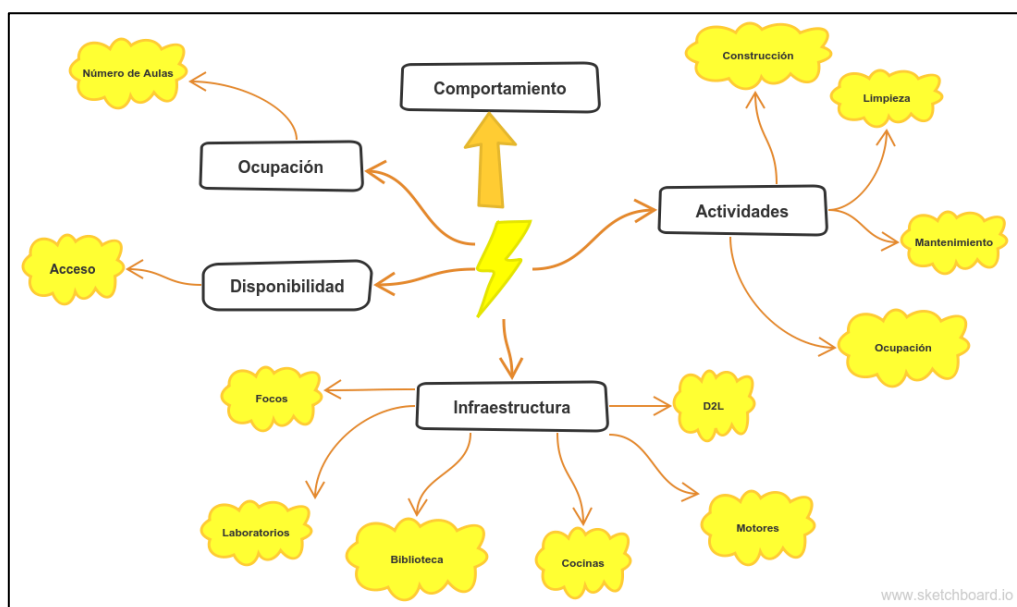 Construcción
Número de Aulas
Comportamiento
Limpieza
Ocupación
Actividades
Mantenimiento
Acceso
Disponibilidad
Ocupación
Focos
Infraestructura
D2L
Laboratorios
Biblioteca
Cocinas
Motores
www.sketchboard.io